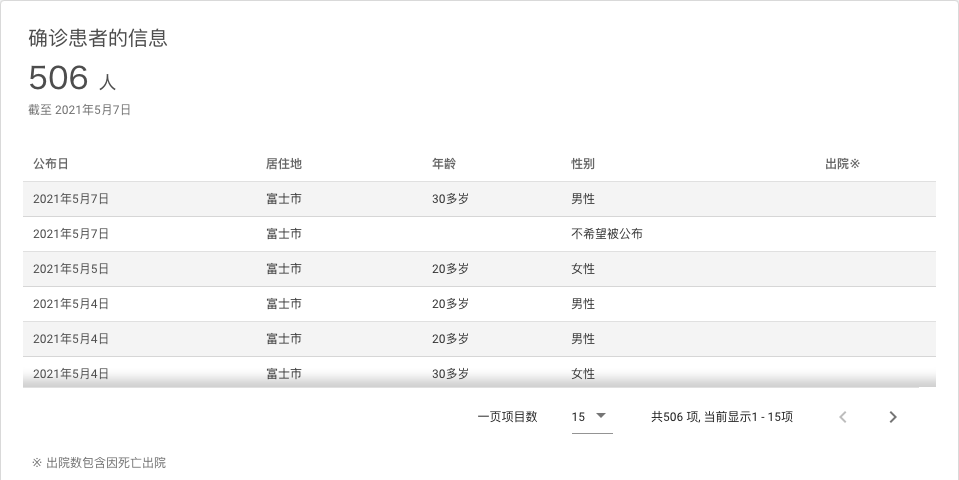 确诊患者的信息
506 人
截至 2021年5月7日
公布日 居住地 年龄 性别 出院※
2021年5月7日 富士市 30多岁 男性
2021年5月7日 富士市 不希望被公布
2021年5月5日 富士市 20多岁 女性
2021年5月4日 富士市 20多岁 男性
2021年5月4日 富士市 20多岁 男性
2021年5月4日 富士市 30多岁 女性
一页项目数 15 共506 项, 当前显示1 - 15项
※ 出院数包含因死亡出院